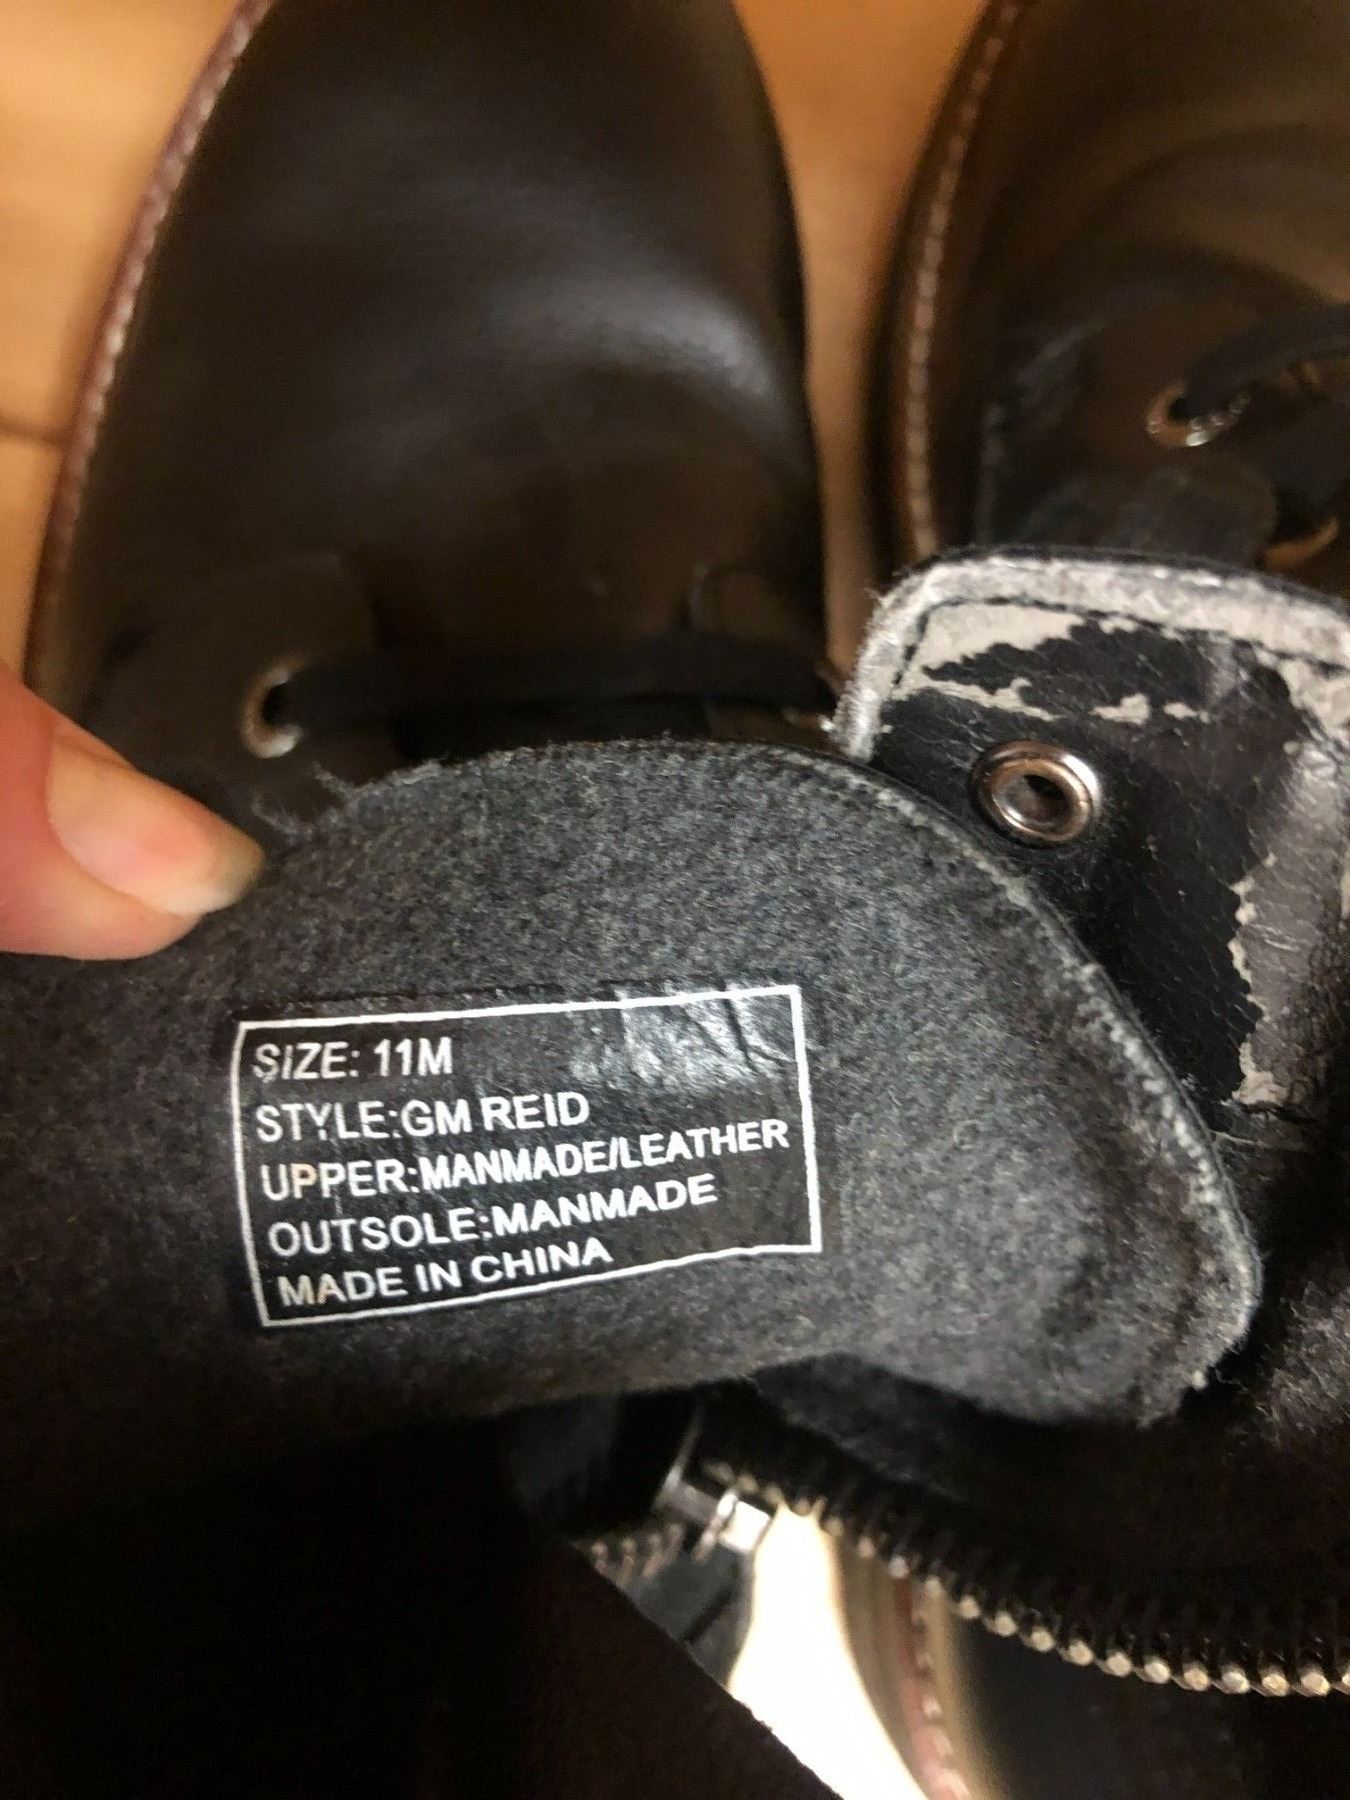 SIZE: 11M
STYLE:GM REID
UPPER:MANMADE/LEATHER
OUTSOLE:MANMADE
MADE IN CHINA